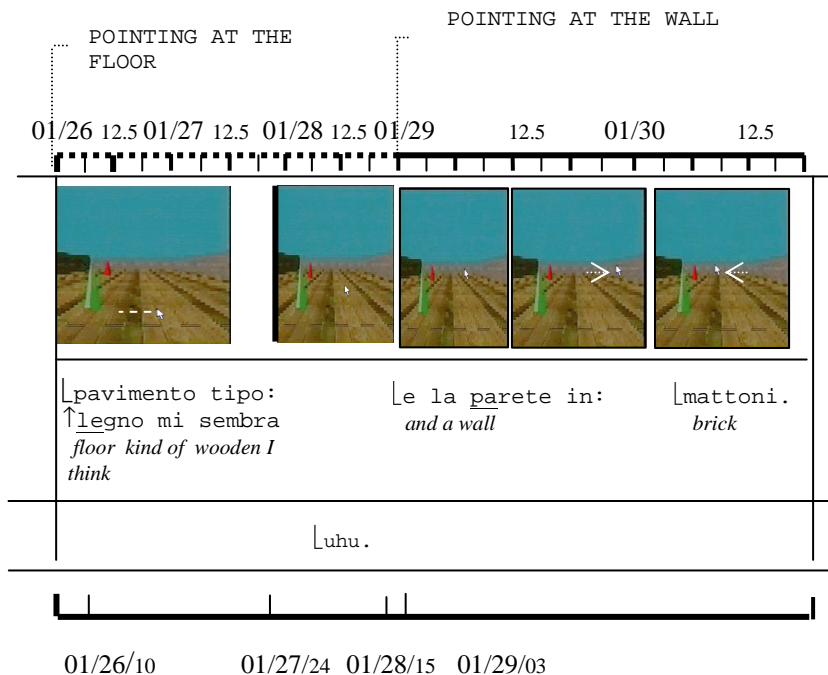 POINTING AT THE WALL
POINTING AT THE
FLOOR
01/26 12.5 01/27 12.5 01/28 12.5 01/29 12.5 01/30 12.5
⌊pavimento tipo: ⌊e la parete in: ⌊mattoni.
↑legno mi sembra and a wall brick
floor kind of wooden I
think
⌊uhu.
01/26/10 01/27/24 01/28/15 01/29/03